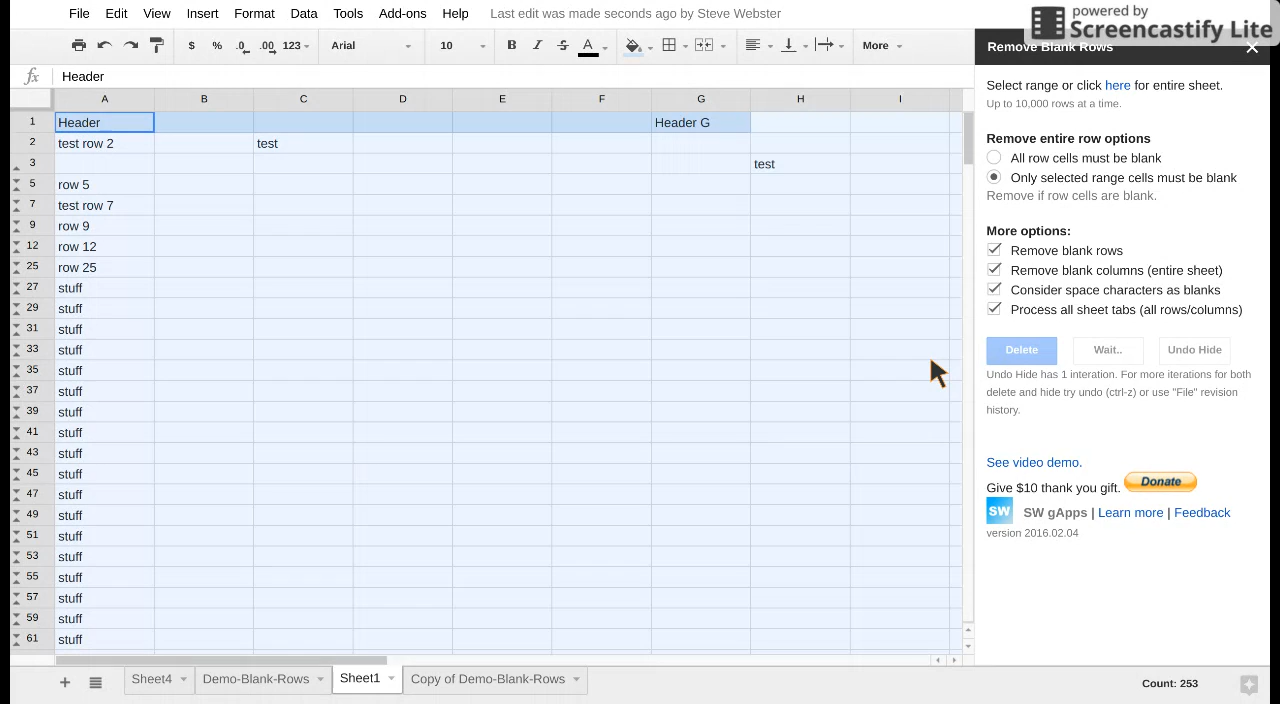 File Edit View Insert Format Data Tools Add-ons Help Last edit was made seconds ago by Steve Webster
powered by
Screencastify Lite
$ % .0 .00 123 Arial 10 B I S A More
Remove Blank Rows
fx Header
A B C D E F G H I
1 Header Header G
2 test row 2 test
3 test
5 row 5
7 test row 7
9 row 9
12 row 12
25 row 25
27 stuff
29 stuff
31 stuff
33 stuff
35 stuff
37 stuff
39 stuff
41 stuff
43 stuff
45 stuff
47 stuff
49 stuff
51 stuff
53 stuff
55 stuff
57 stuff
59 stuff
61 stuff
Select range or click here for entire sheet.
Up to 10,000 rows at a time.
Remove entire row options
All row cells must be blank
Only selected range cells must be blank
Remove if row cells are blank.
More options:
Remove blank rows
Remove blank columns (entire sheet)
Consider space characters as blanks
Process all sheet tabs (all rows/columns)
Delete Wait.. Undo Hide
Undo Hide has 1 interation. For more iterations for both
delete and hide try undo (ctrl-z) or use "File" revision
history.
See video demo.
Give $10 thank you gift. Donate
SW SW gApps | Learn more | Feedback
version 2016.02.04
Sheet4 Demo-Blank-Rows Sheet1 Copy of Demo-Blank-Rows Count: 253